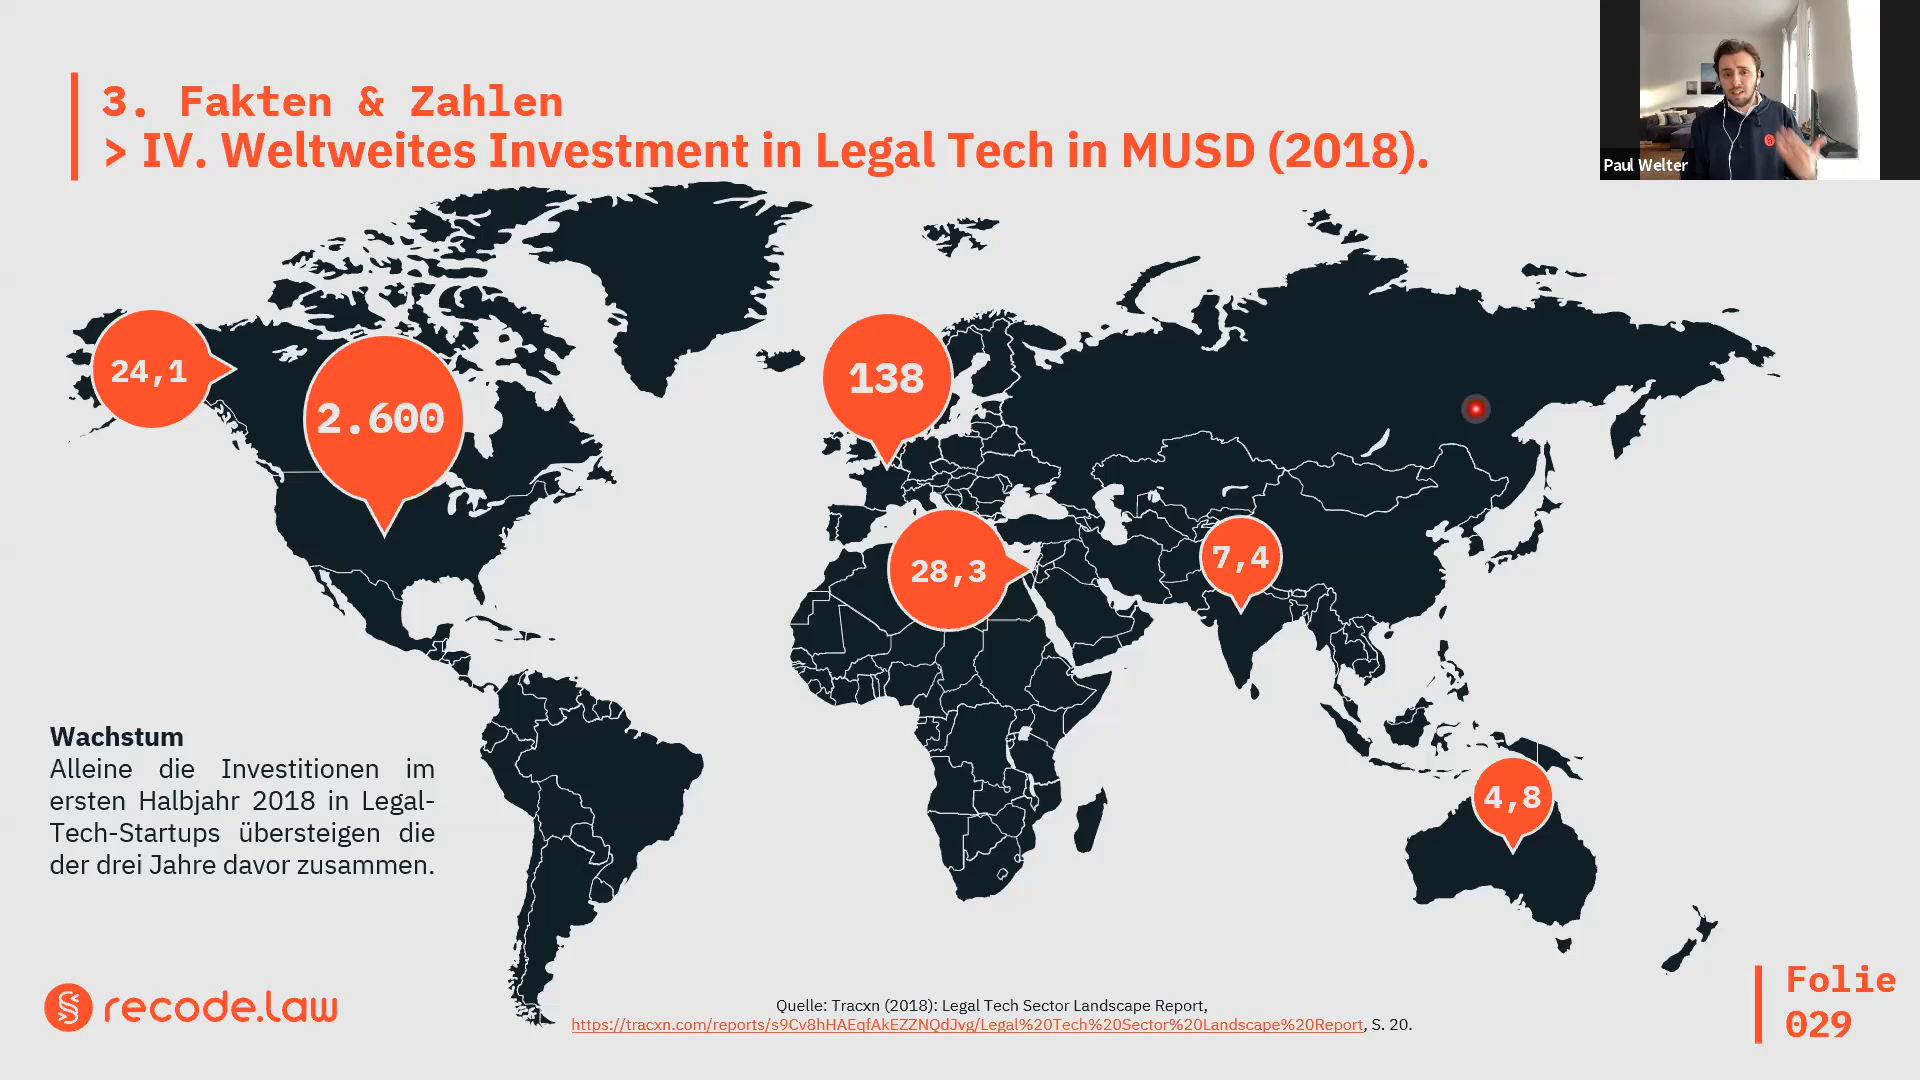 3. Fakten & Zahlen
> IV. Weltweites Investment in Legal Tech in MUSD (2018).
Paul Welter
24,1
2.600
138
28,3
7,4
4,8
Wachstum
Alleine die Investitionen im
ersten Halbjahr 2018 in Legal-
Tech-Startups übersteigen die
der drei Jahre davor zusammen.
recode.law
Quelle: Tracxn (2018): Legal Tech Sector Landscape Report,
https://tracxn.com/reports/s9Cv8hHAEqfAkEZZNQdJvg/Legal%20Tech%20Sector%20Landscape%20Report, S. 20.
Folie
029